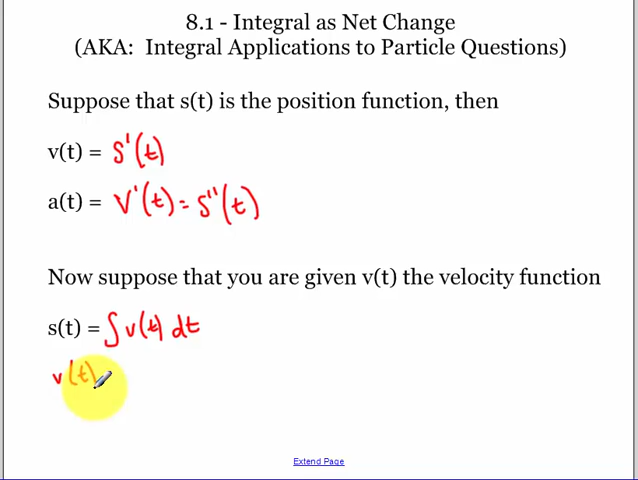 8.1 - Integral as Net Change
(AKA: Integral Applications to Particle Questions)
Suppose that s(t) is the position function, then
v(t) = s'(t)
a(t) = v'(t) = s''(t)
Now suppose that you are given v(t) the velocity function
s(t) = ∫ v(t) dt
v(t)
Extend Page